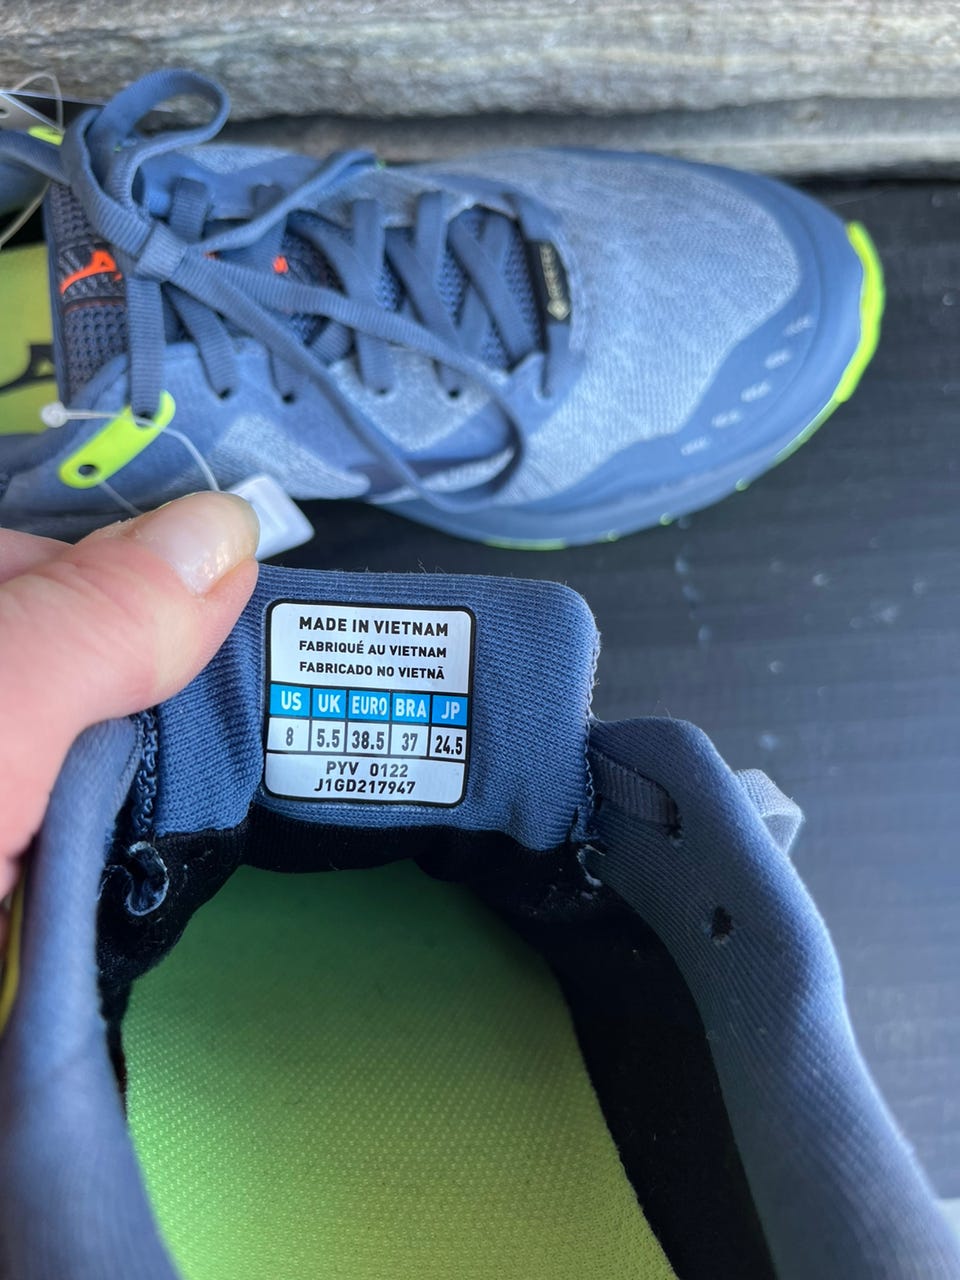 MADE IN VIETNAM
FABRIQUÉ AU VIETNAM
FABRICADO NO VIETNÃ
US UK EURO BRA JP
8 5.5 38.5 37 24.5
PYV 0122
J1GD217947